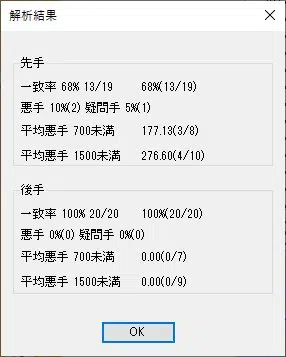 解析結果
先手
一致率 68% 13/19 68%(13/19)
悪手 10%(2) 疑問手 5%(1)
平均悪手 700未満 177.13(3/8)
平均悪手 1500未満 276.60(4/10)
後手
一致率 100% 20/20 100%(20/20)
悪手 0%(0) 疑問手 0%(0)
平均悪手 700未満 0.00(0/7)
平均悪手 1500未満 0.00(0/9)
OK